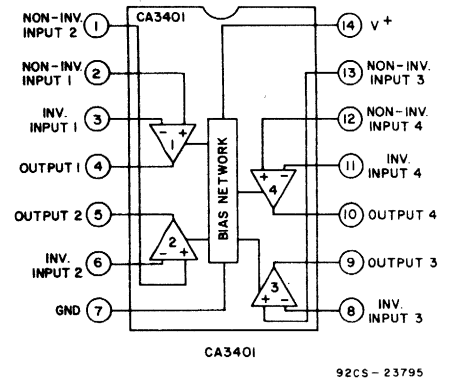 NON-INV.
INPUT 2
1
NON-INV.
INPUT 1
2
INV.
INPUT 1
3
OUTPUT 1
4
OUTPUT 2
5
INV.
INPUT 2
6
GND
7
CA3401
- +
1
2
- +
BIAS NETWORK
+ -
4
3
+ -
14
V+
13
NON-INV.
INPUT 3
12
NON-INV.
INPUT 4
11
INV.
INPUT 4
10
OUTPUT 4
9
OUTPUT 3
8
INV.
INPUT 3
CA3401
92CS-23795